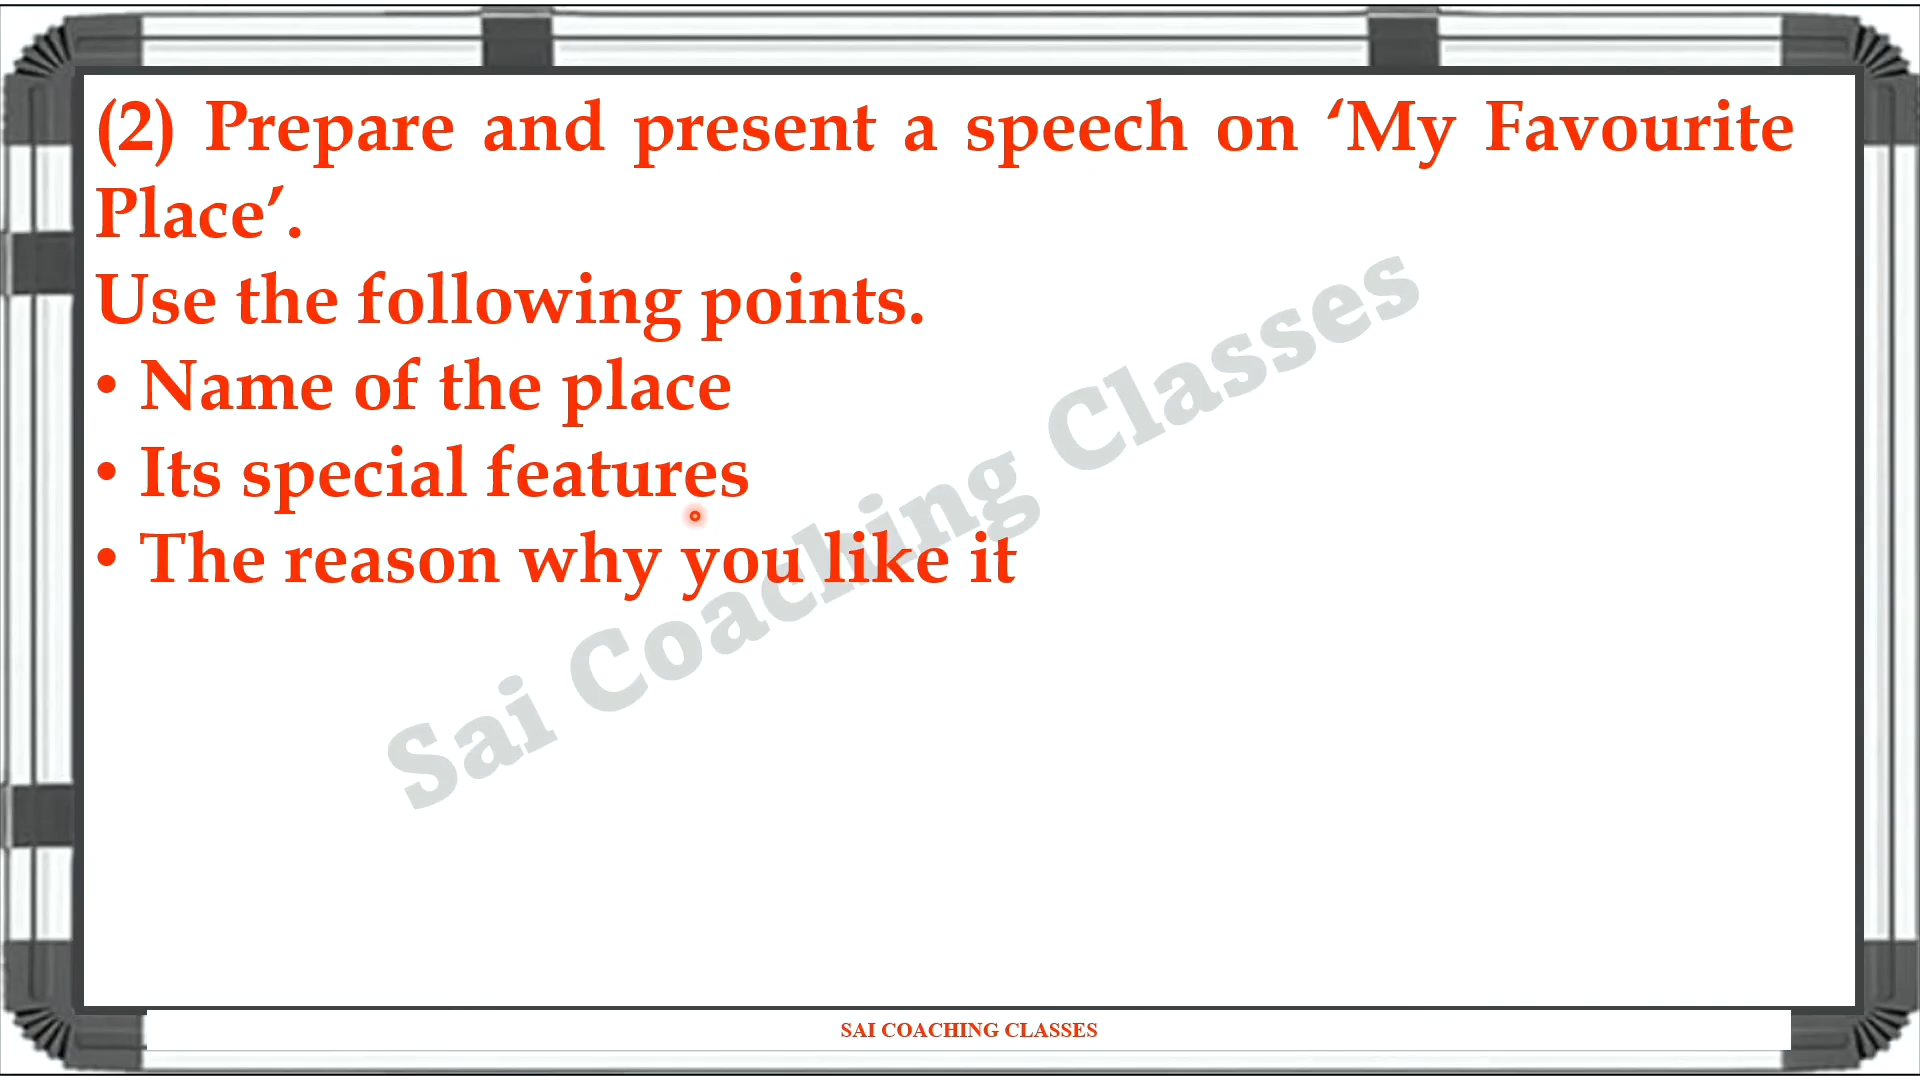 (2) Prepare and present a speech on ‘My Favourite
Place’.
Use the following points.
• Name of the place
• Its special features
• The reason why you like it
Sai Coaching Classes
SAI COACHING CLASSES